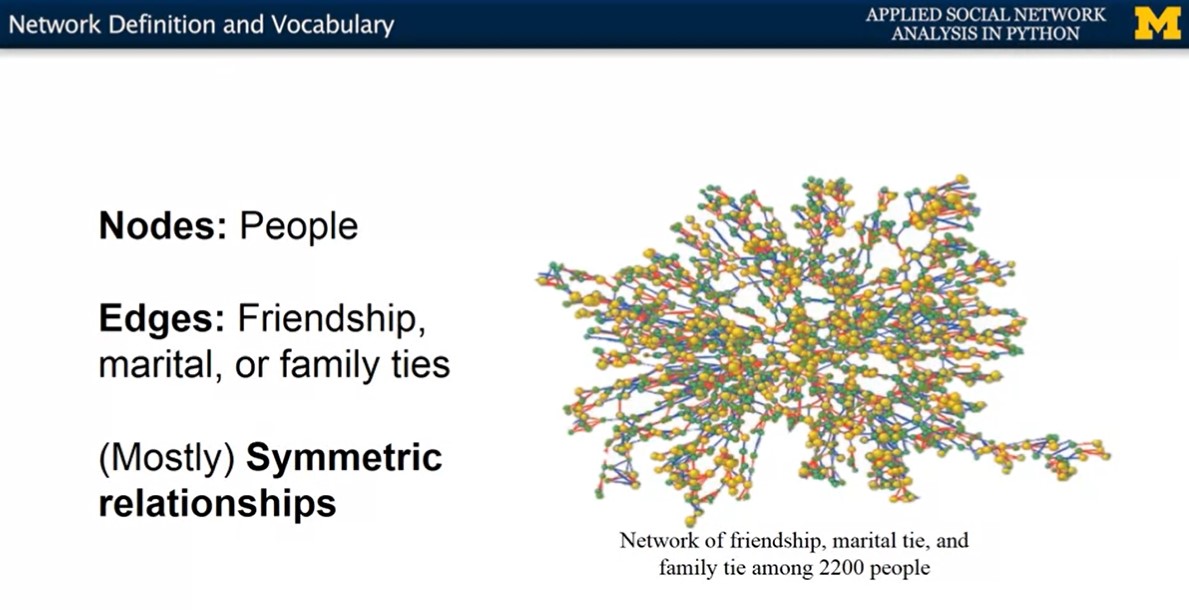 Network Definition and Vocabulary
APPLIED SOCIAL NETWORK
ANALYSIS IN PYTHON
M
Nodes: People
Edges: Friendship,
marital, or family ties
(Mostly) Symmetric
relationships
Network of friendship, marital tie, and
family tie among 2200 people